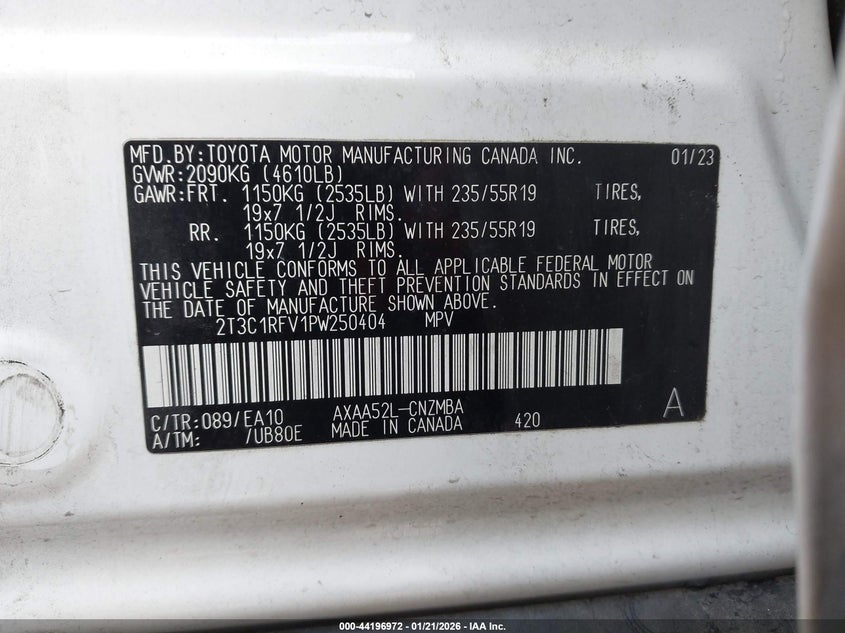 MFD.BY:TOYOTA MOTOR MANUFACTURING CANADA INC. 01/23
GVWR:2090KG (4610LB)
GAWR:FRT. 1150KG (2535LB) WITH 235/55R19 TIRES,
19x7 1/2J RIMS.
RR. 1150KG (2535LB) WITH 235/55R19 TIRES,
19x7 1/2J RIMS.
THIS VEHICLE CONFORMS TO ALL APPLICABLE FEDERAL MOTOR
VEHICLE SAFETY AND THEFT PREVENTION STANDARDS IN EFFECT ON
THE DATE OF MANUFACTURE SHOWN ABOVE.
2T3C1RFV1PW250404 MPV
C/TR:089/EA10 AXAA52L-CNZMBA A
A/TM: /UB80E MADE IN CANADA 420
000-44196972 - 01/21/2026 - IAA Inc.